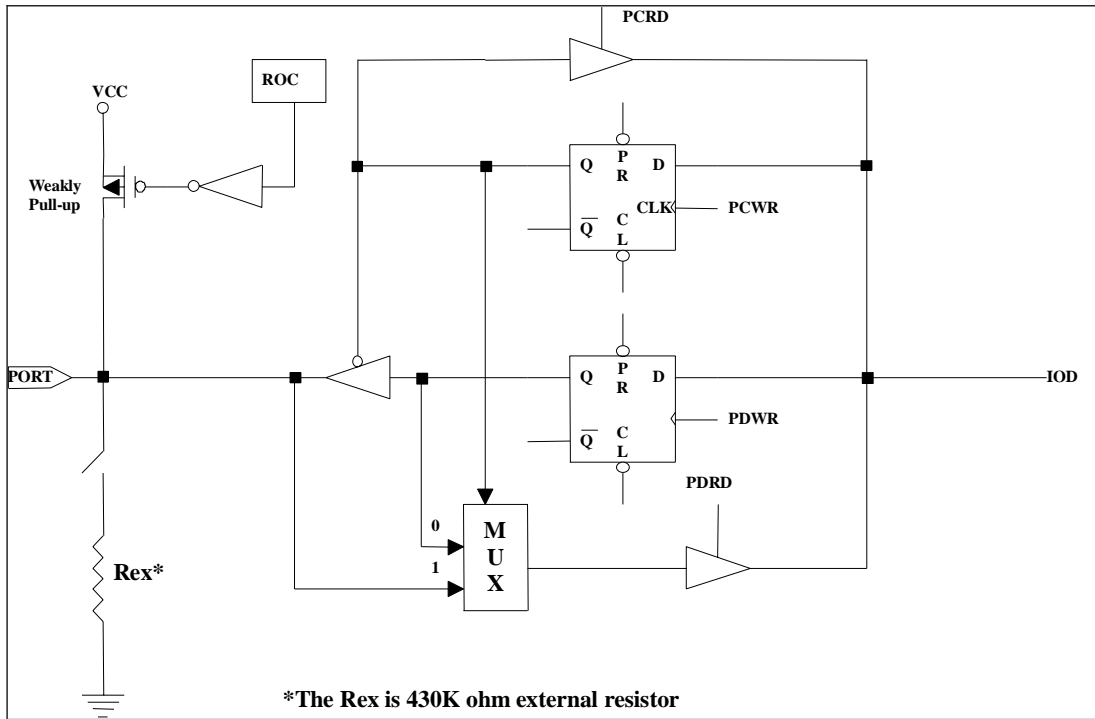 PCRD
ROC
VCC
Weakly
Pull-up
Q
P
R
D
CLK
PCWR
Q
C
L
PORT
Q
P
R
D
IOD
PDWR
Q
C
L
PDRD
0
1
M
U
X
Rex*
*The Rex is 430K ohm external resistor